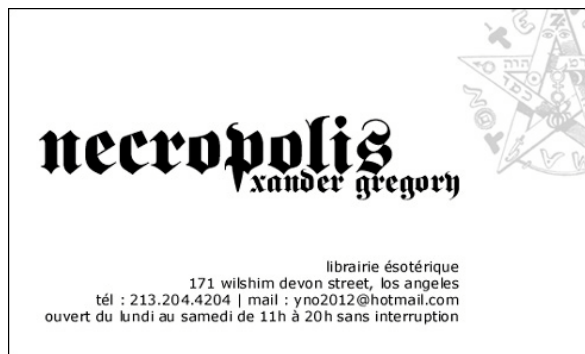 necropolis
xander gregory
librairie ésotérique
171 wilshim devon street, los angeles
tél : 213.204.4204 | mail : yno2012@hotmail.com
ouvert du lundi au samedi de 11h à 20h sans interruption